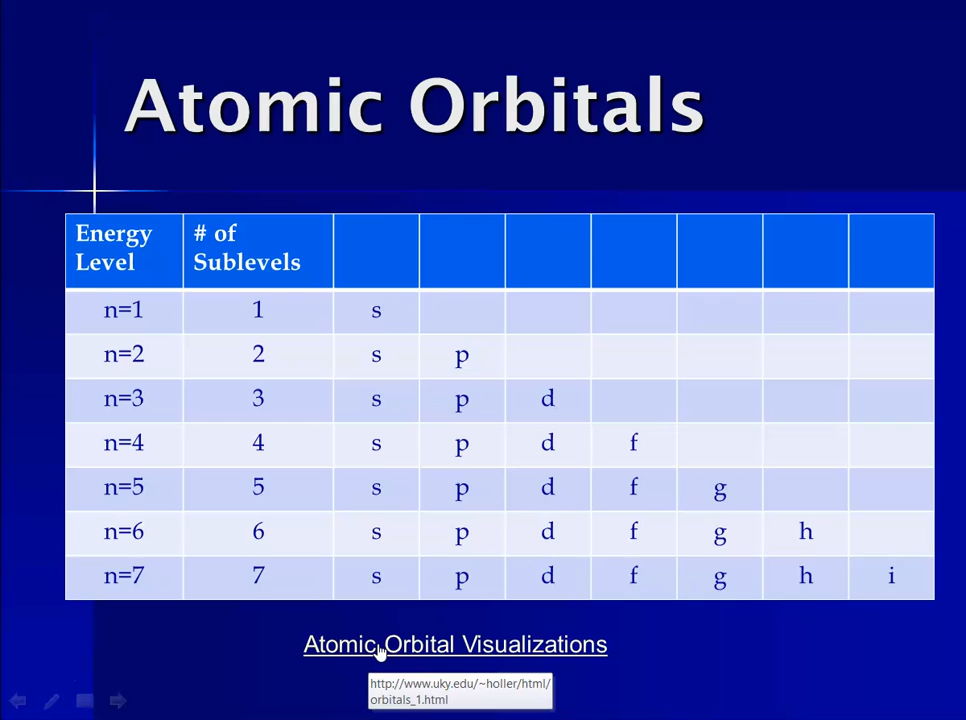 Atomic Orbitals
Energy Level # of Sublevels
n=1 1 s
n=2 2 s p
n=3 3 s p d
n=4 4 s p d f
n=5 5 s p d f g
n=6 6 s p d f g h
n=7 7 s p d f g h i
Atomic Orbital Visualizations
http://www.uky.edu/~holler/html/
orbitals_1.html